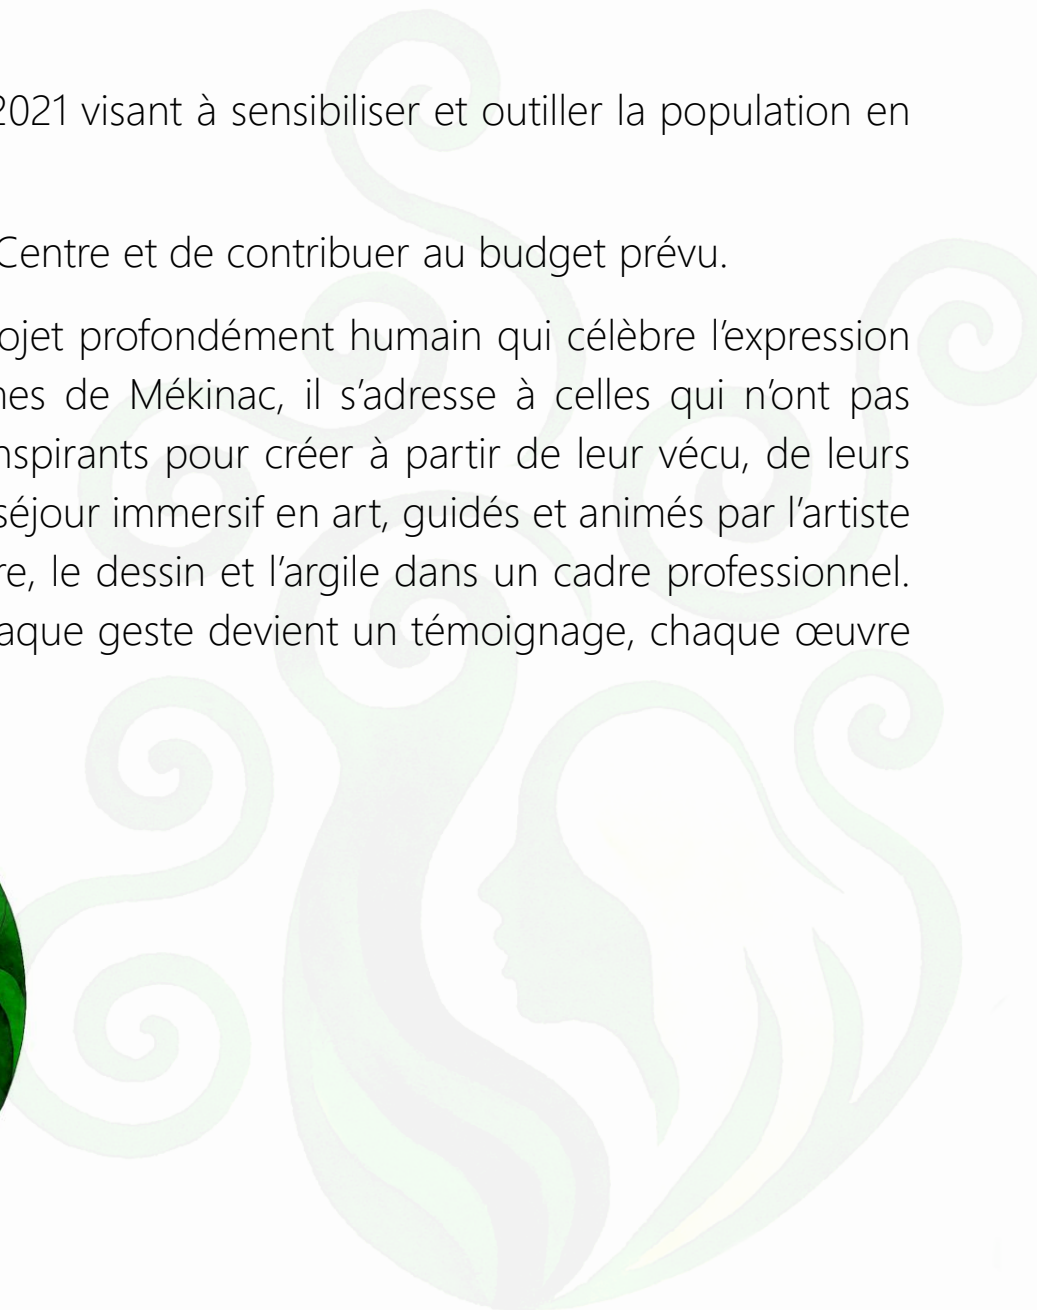 2021 visant à sensibiliser et outiller la population en
Centre et de contribuer au budget prévu.
ojet profondément humain qui célèbre l’expression
nes de Mékinac, il s’adresse à celles qui n’ont pas
nspirants pour créer à partir de leur vécu, de leurs
séjour immersif en art, guidés et animés par l’artiste
re, le dessin et l’argile dans un cadre professionnel.
aque geste devient un témoignage, chaque œuvre